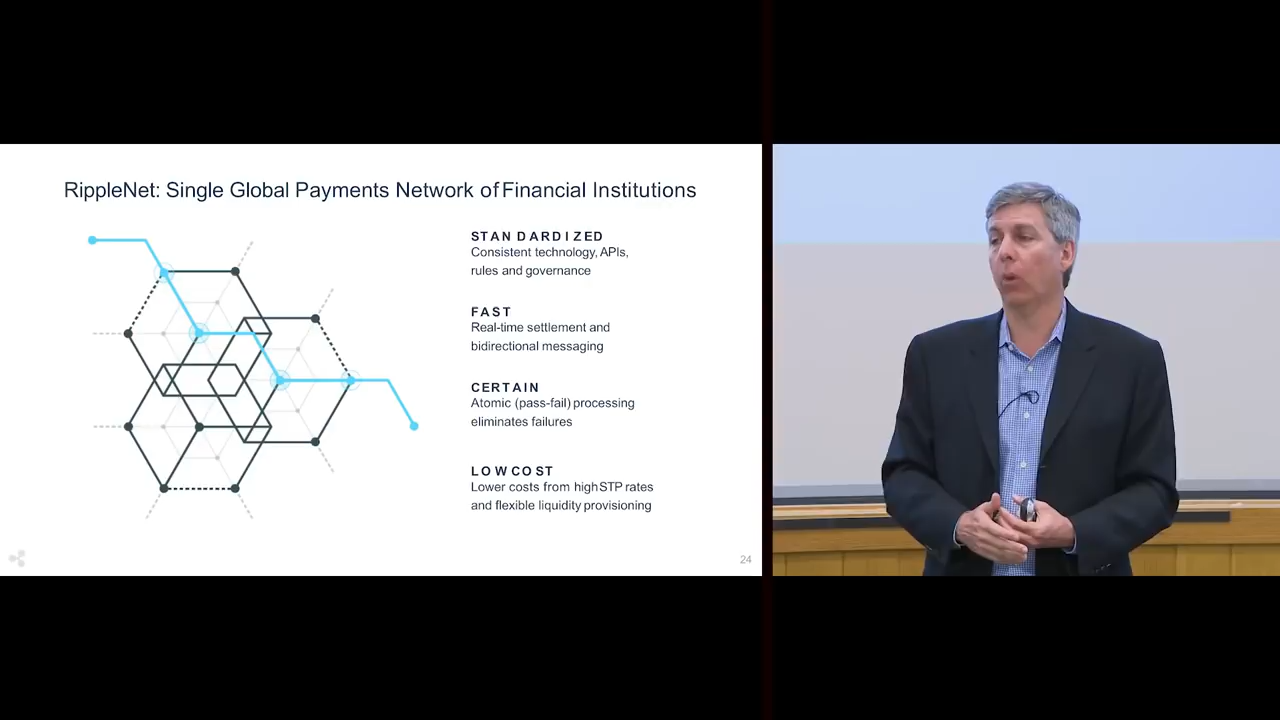 RippleNet: Single Global Payments Network of Financial Institutions
STANDARDIZED
Consistent technology, APIs,
rules and governance
FAST
Real-time settlement and
bidirectional messaging
CERTAIN
Atomic (pass-fail) processing
eliminates failures
LOW COST
Lower costs from high STP rates
and flexible liquidity provisioning
24